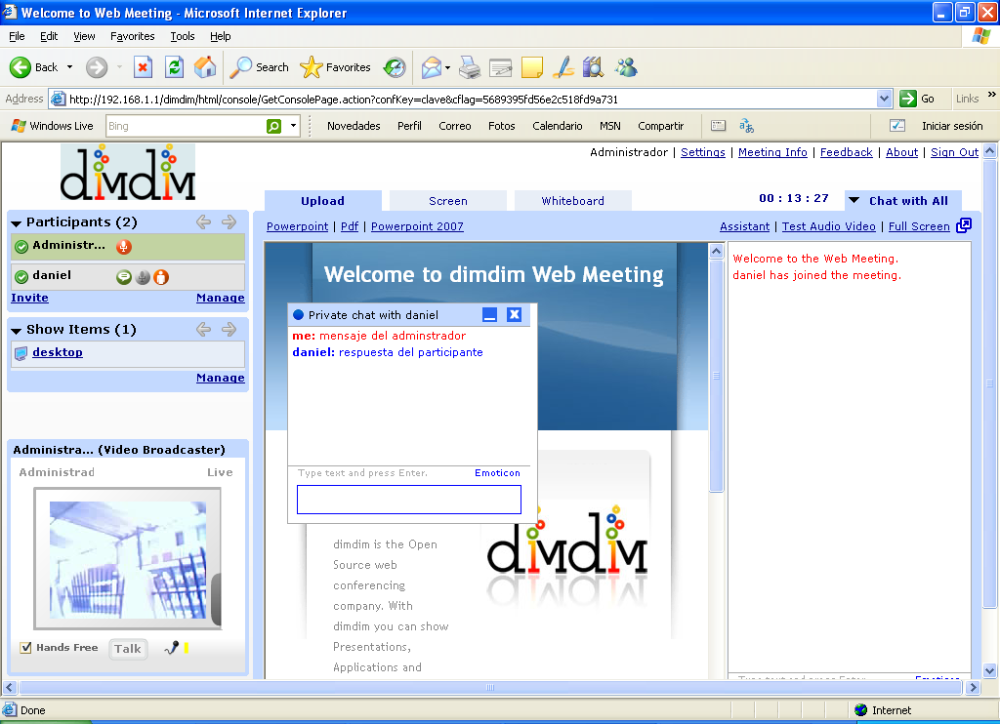 Welcome to Web Meeting - Microsoft Internet Explorer
File Edit View Favorites Tools Help
Back Search Favorites
Address http://192.168.1.1/dimdim/html/console/GetConsolePage.action?confKey=clave&cflag=5689395fd56e2c518fd9a731 Go Links »
Windows Live Bing Novedades Perfil Correo Fotos Calendario MSN Compartir Iniciar sesión
dimdim
Administrador | Settings | Meeting Info | Feedback | About | Sign Out
Upload Screen Whiteboard 00 : 13 : 27 Chat with All
Powerpoint | Pdf | Powerpoint 2007 Assistant | Test Audio Video | Full Screen
Participants (2)
Administr...
daniel
Invite Manage
Show Items (1)
desktop
Manage
Administra... (Video Broadcaster)
Administrad Live
Hands Free Talk
Welcome to dimdim Web Meeting
Private chat with daniel
me: mensaje del adminstrador
daniel: respuesta del participante
Type text and press Enter. Emoticon
dimdim is the Open
Source web
conferencing
company. With
dimdim you can show
Presentations,
Applications and
dimdim
Welcome to the Web Meeting.
daniel has joined the meeting.
Type text and press Enter. Emoticon
Done Internet